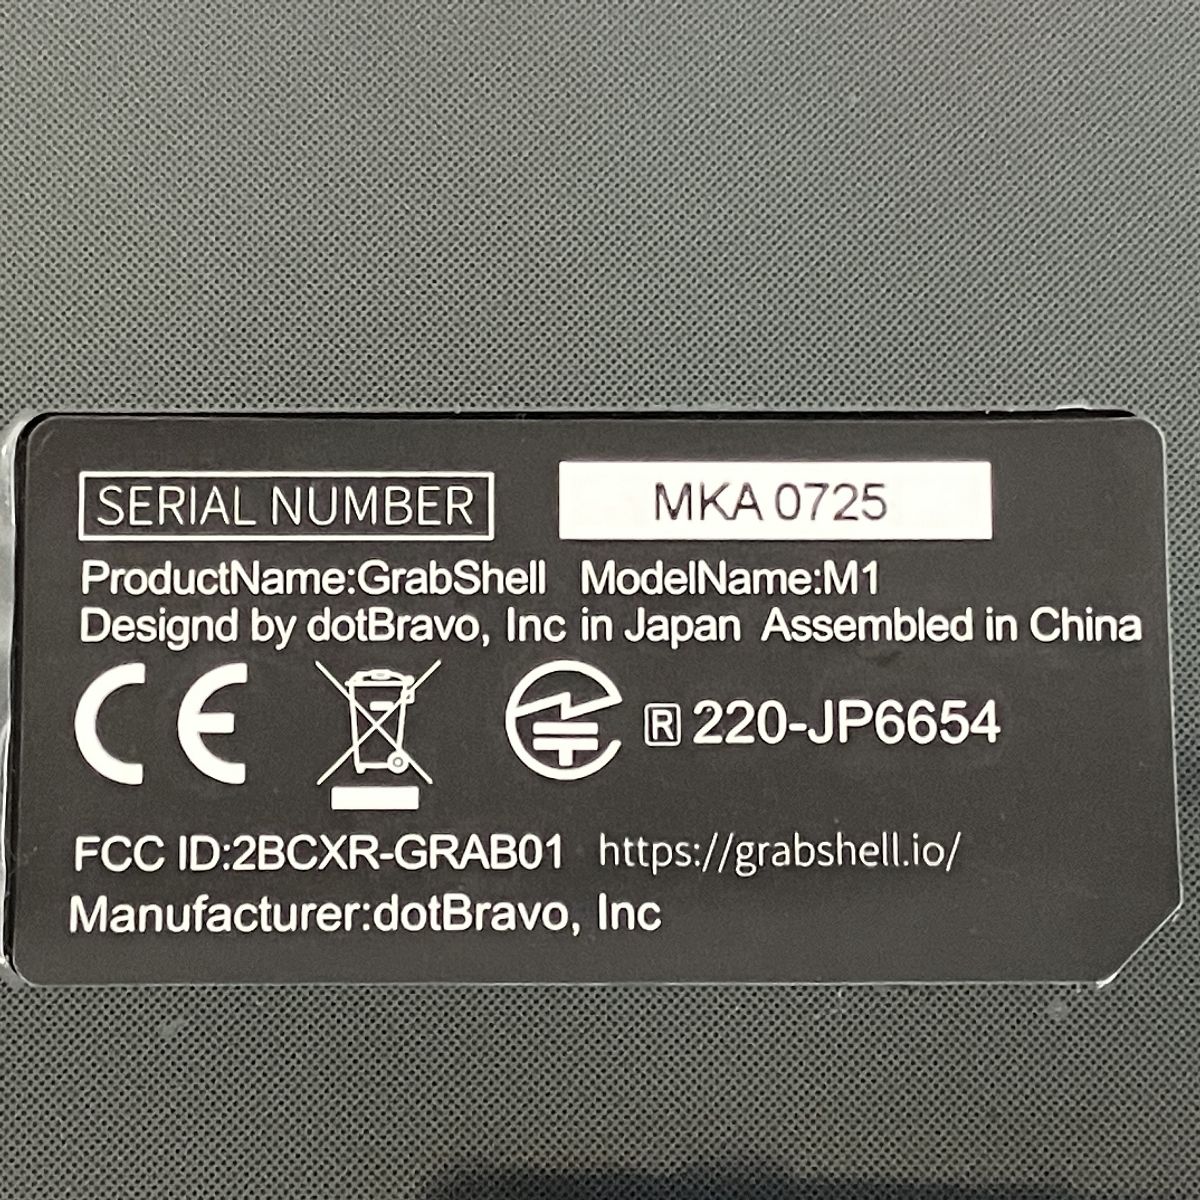 SERIAL NUMBER MKA 0725
ProductName:GrabShell ModelName:M1
Designd by dotBravo, Inc in Japan Assembled in China
CE R 220-JP6654
FCC ID:2BCXR-GRAB01 https://grabshell.io/
Manufacturer:dotBravo, Inc